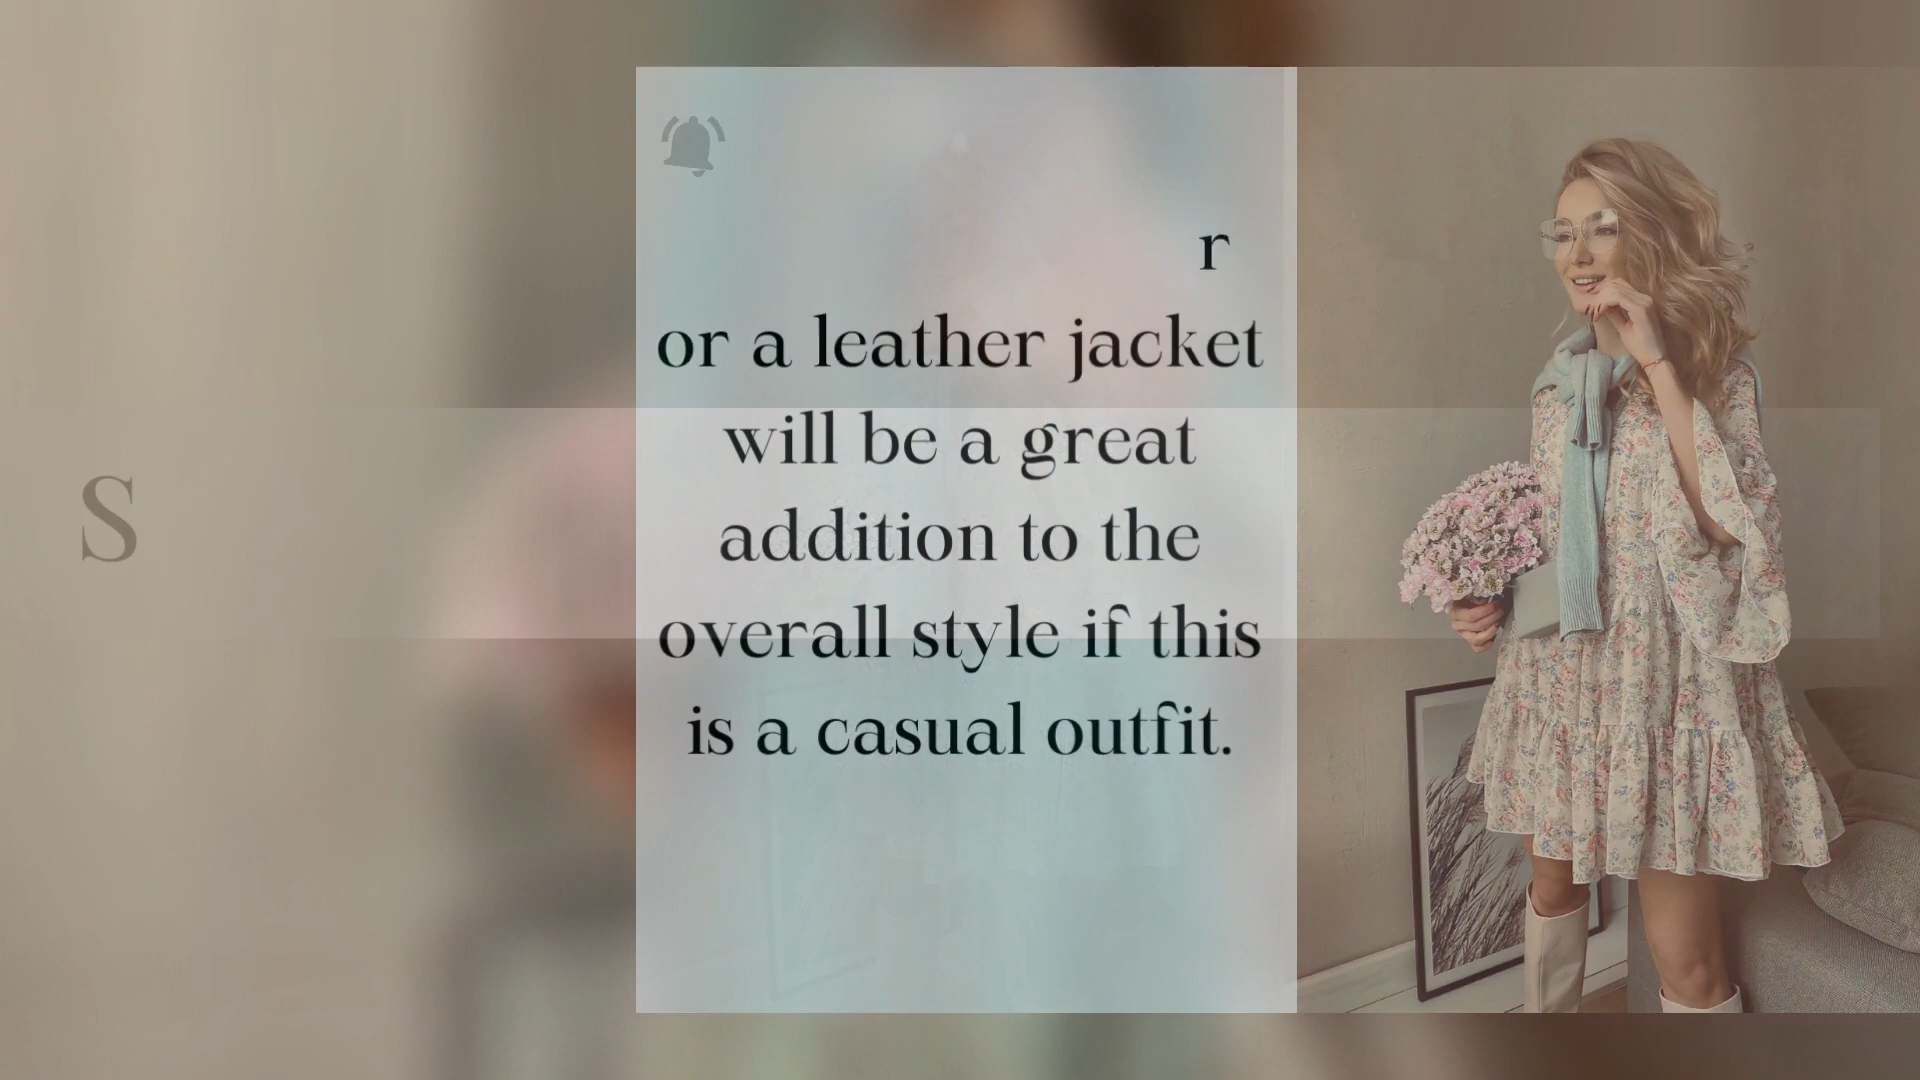 S
r
or a leather jacket
will be a great
addition to the
overall style if this
is a casual outfit.